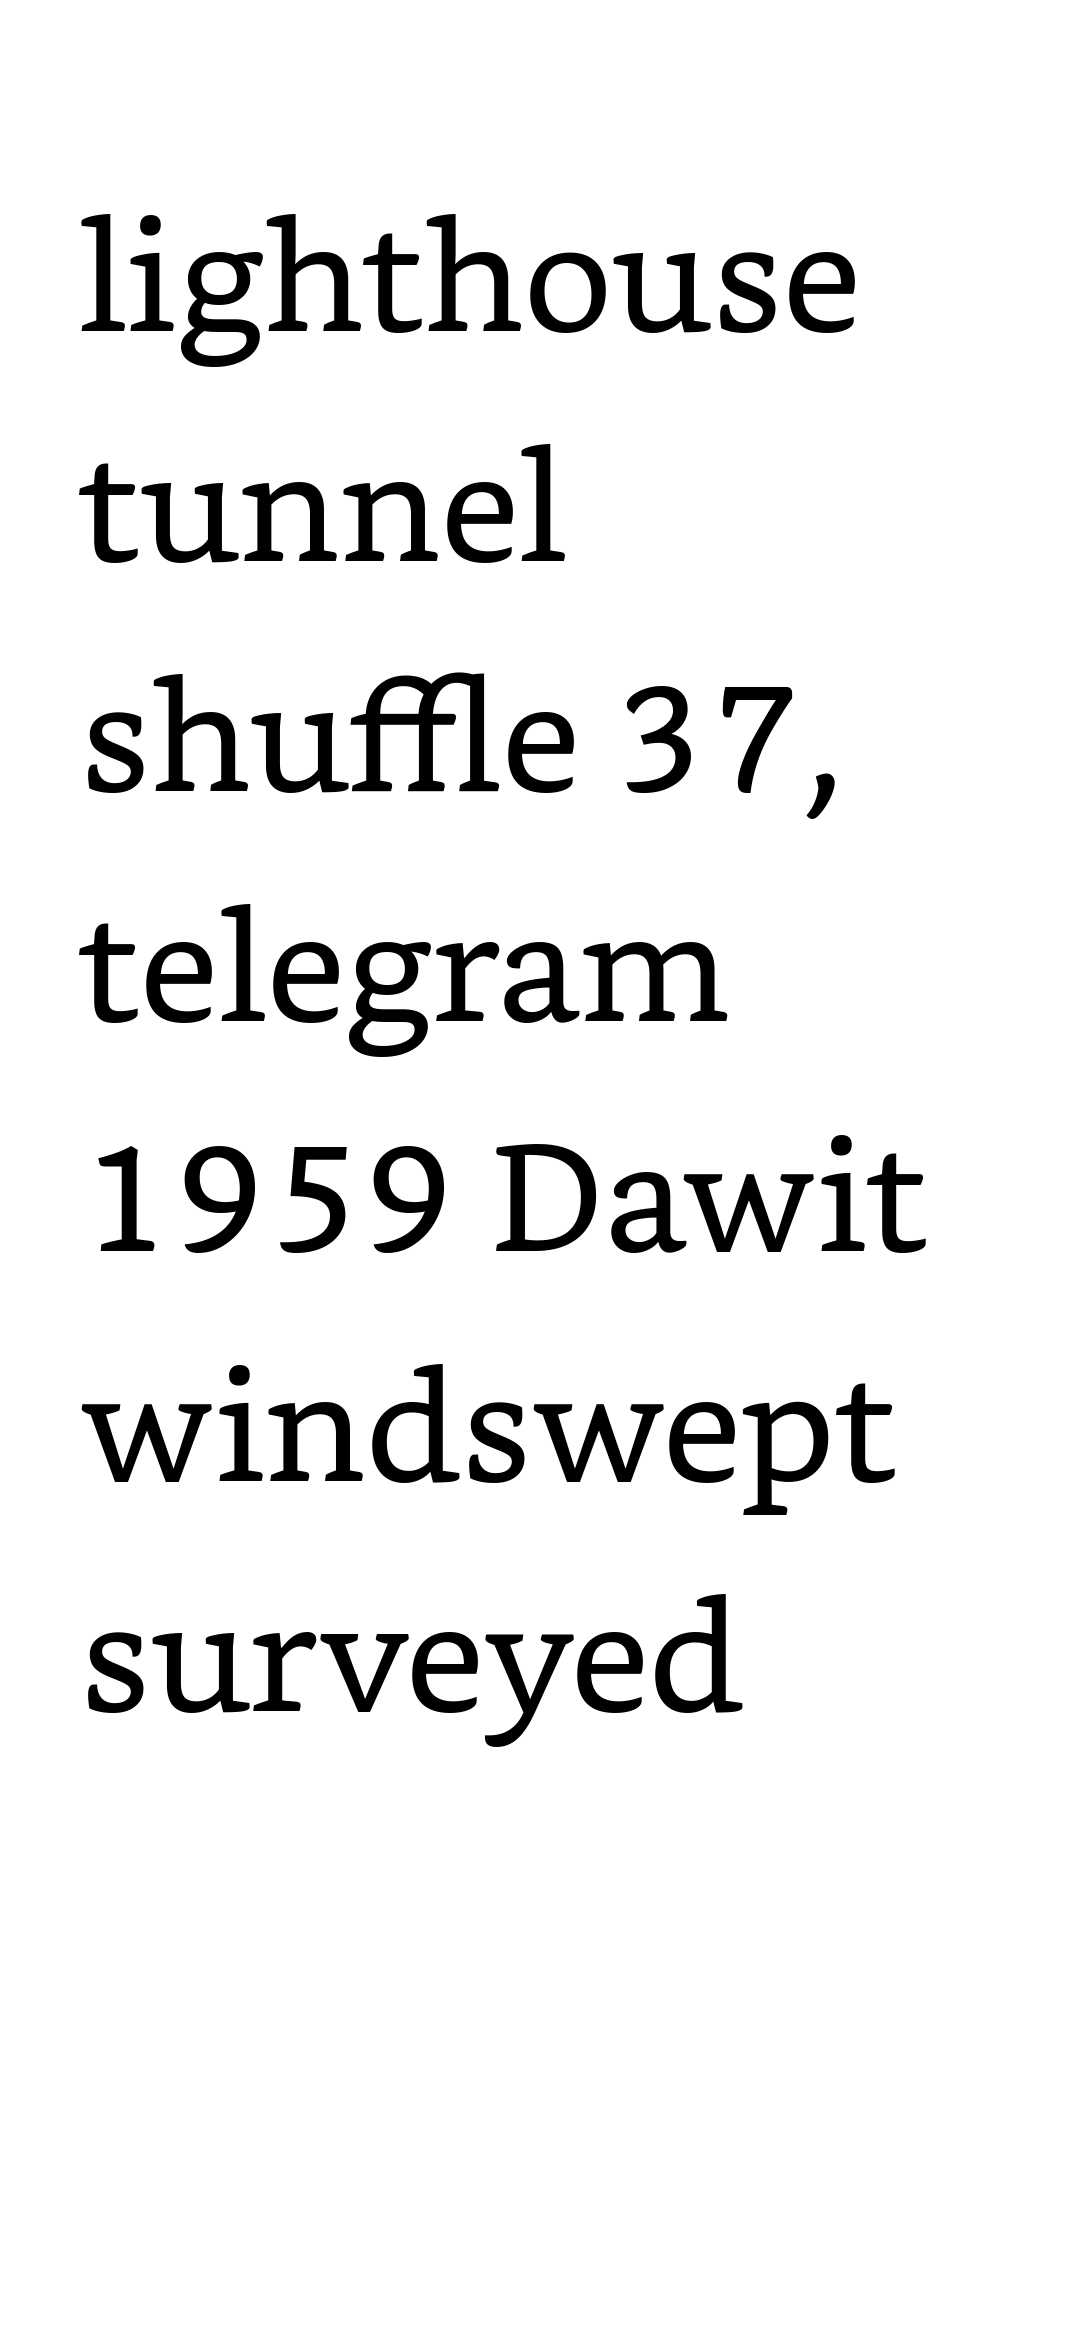 lighthouse
tunnel
shuffle 37,
telegram
1959 Dawit
windswept
surveyed